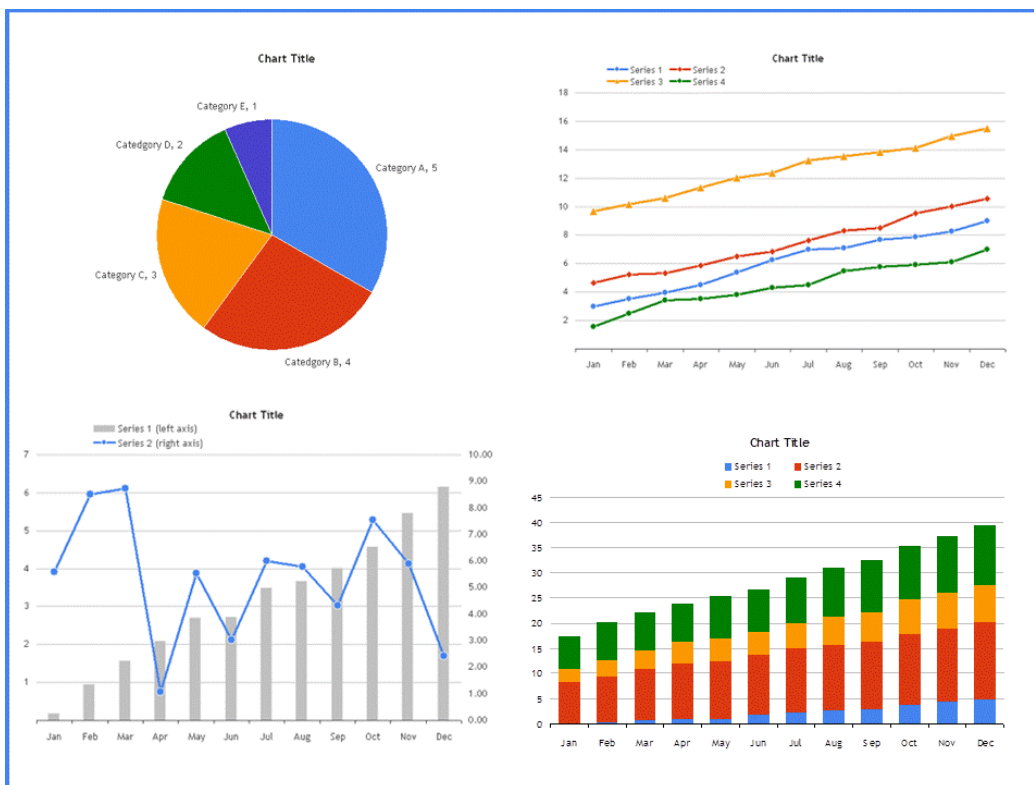 Chart Title
Category E, 1
Catedgory D, 2
Category A, 5
Category C, 3
Catedgory B, 4
Chart Title
Series 1 Series 2
Series 3 Series 4
18
16
14
12
10
8
6
4
2
Jan Feb Mar Apr May Jun Jul Aug Sep Oct Nov Dec
Chart Title
Series 1 (left axis)
Series 2 (right axis)
7 10.00
9.00
6 8.00
5 7.00
6.00
4 5.00
3 4.00
2 3.00
2.00
1 1.00
0.00
Jan Feb Mar Apr May Jun Jul Aug Sep Oct Nov Dec
Chart Title
Series 1 Series 2
Series 3 Series 4
45
40
35
30
25
20
15
10
5
0
Jan Feb Mar Apr May Jun Jul Aug Sep Oct Nov Dec